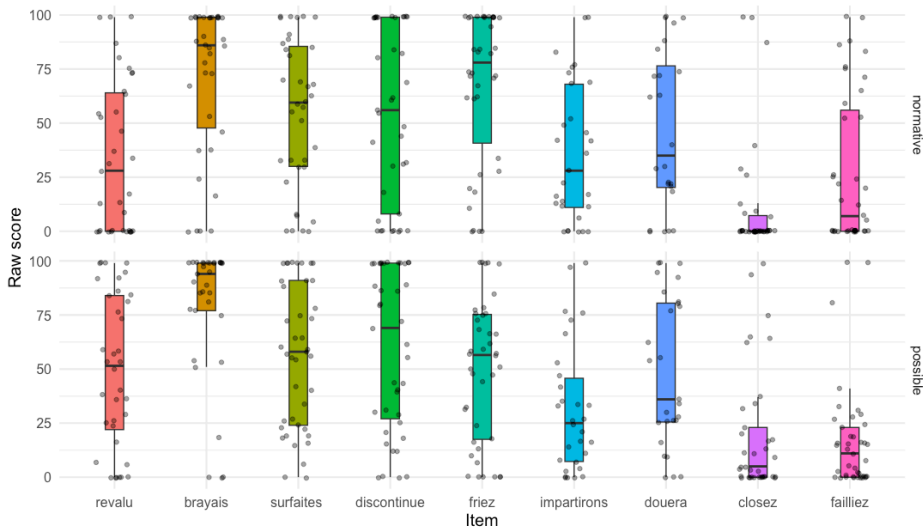 100
75
50
25
0
normative
Raw score
100
75
50
25
0
possible
revalu brayais surfaites discontinue friez impartirons douera closez failliez
Item